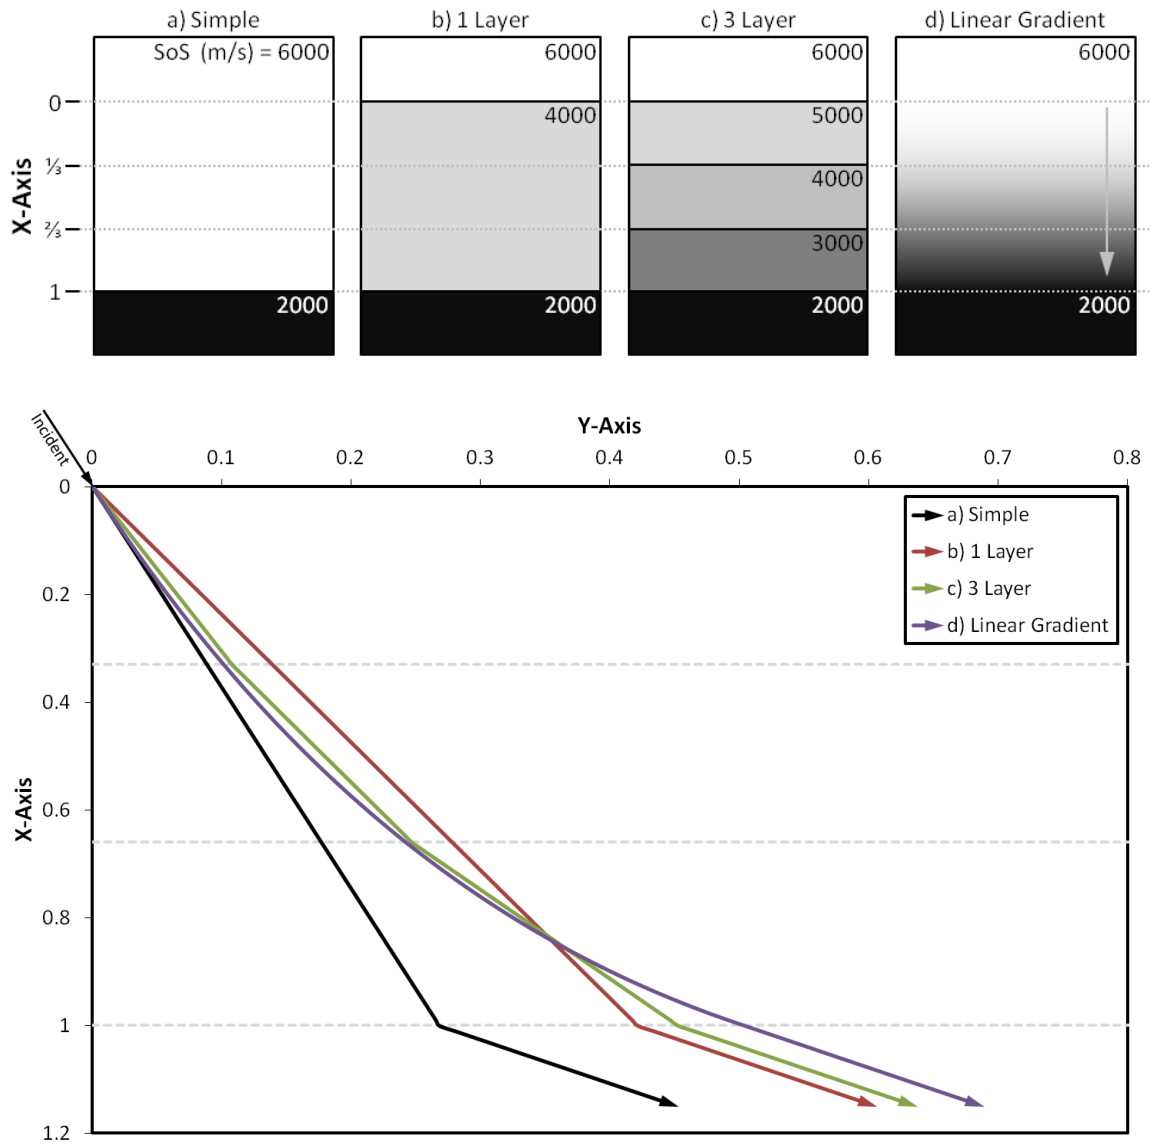 a) Simple
b) 1 Layer
c) 3 Layer
d) Linear Gradient
SoS (m/s) = 6000
6000
6000
6000
0
4000
5000
⅓
4000
X-Axis
⅔
3000
1
2000
2000
2000
2000
Incident
Y-Axis
0 0.1 0.2 0.3 0.4 0.5 0.6 0.7 0.8
0
a) Simple
b) 1 Layer
c) 3 Layer
d) Linear Gradient
0.2
0.4
0.6
X-Axis
0.8
1
1.2